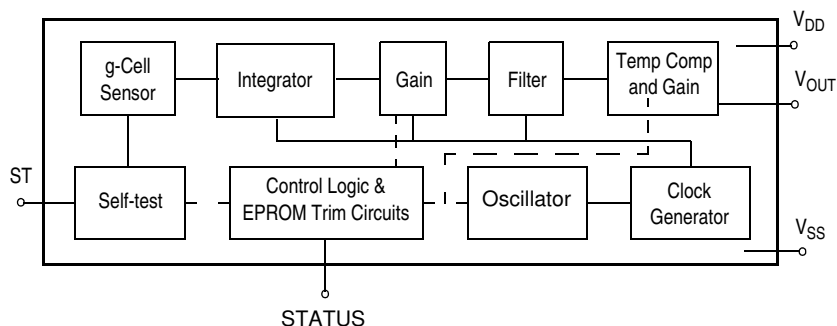 V_DD
g-Cell
Sensor
Integrator
Gain
Filter
Temp Comp
and Gain
V_OUT
ST
Self-test
Control Logic &
EPROM Trim Circuits
Oscillator
Clock
Generator
V_SS
STATUS